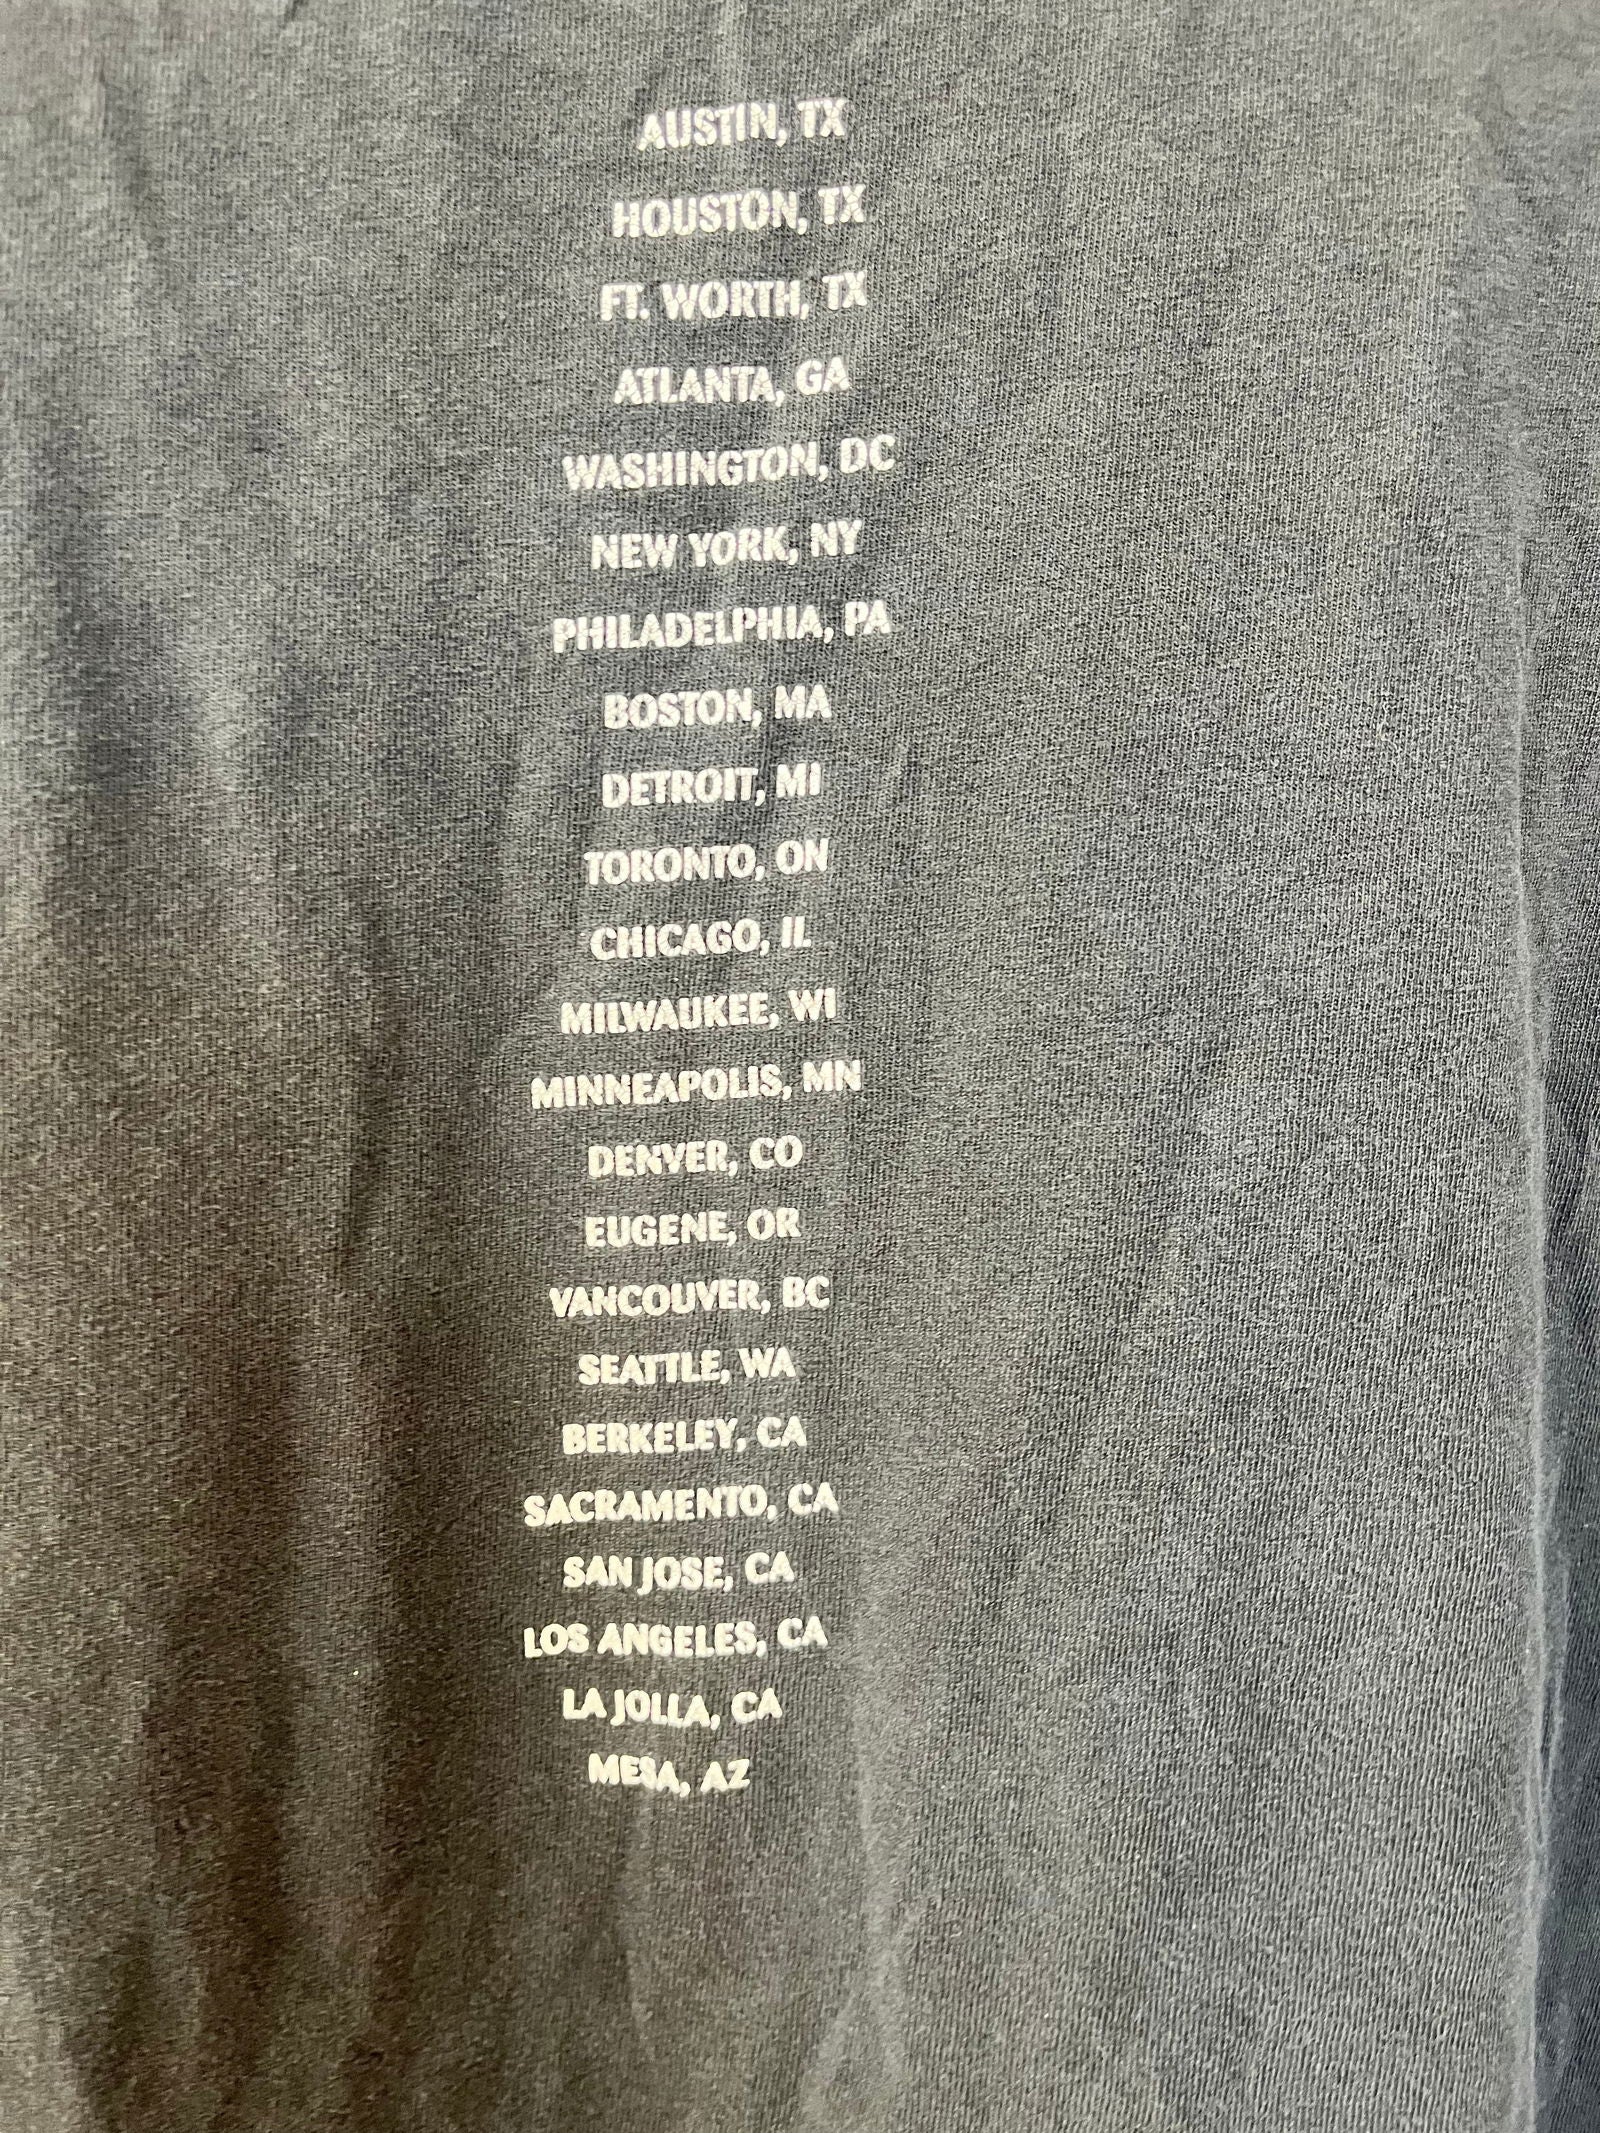 AUSTIN, TX
HOUSTON, TX
FT. WORTH, TX
ATLANTA, GA
WASHINGTON, DC
NEW YORK, NY
PHILADELPHIA, PA
BOSTON, MA
DETROIT, MI
TORONTO, ON
CHICAGO, IL
MILWAUKEE, WI
MINNEAPOLIS, MN
DENVER, CO
EUGENE, OR
VANCOUVER, BC
SEATTLE, WA
BERKELEY, CA
SACRAMENTO, CA
SAN JOSE, CA
LOS ANGELES, CA
LA JOLLA, CA
MESA, AZ